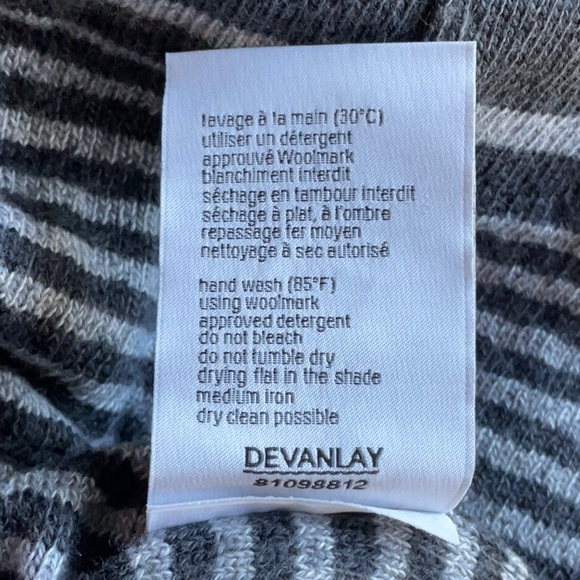 lavage à la main (30°C)
utiliser un détergent
approuvé Woolmark
blanchiment interdit
séchage en tambour interdit
séchage à plat, à l'ombre
repassage fer moyen
nettoyage à sec autorisé
hand wash (85°F)
using woolmark
approved detergent
do not bleach
do not tumble dry
drying flat in the shade
medium iron
dry clean possible
DEVANLAY
81098812